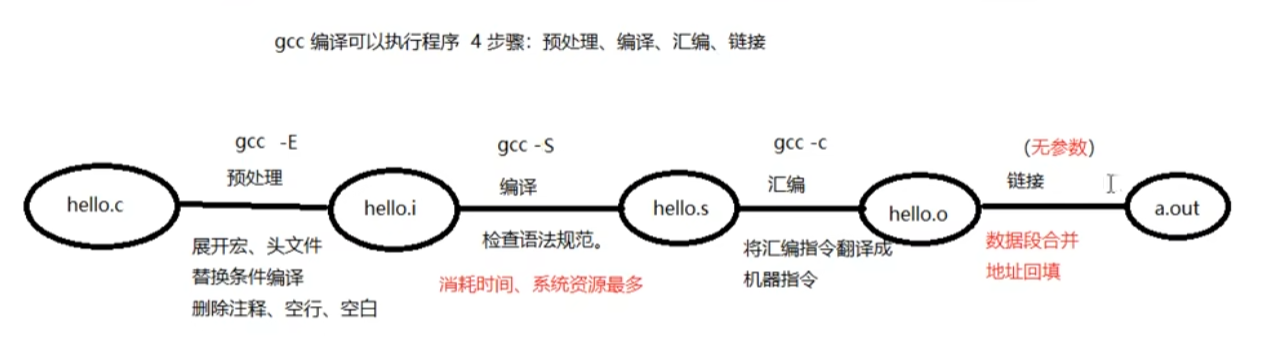 gcc 编译可以执行程序 4 步骤：预处理、编译、汇编、链接
gcc -E
预处理
gcc -S
编译
gcc -c
汇编
(无参数)
链接
hello.c
hello.i
hello.s
hello.o
a.out
展开宏、头文件
替换条件编译
删除注释、空行、空白
检查语法规范。
消耗时间、系统资源最多
将汇编指令翻译成
机器指令
数据段合并
地址回填